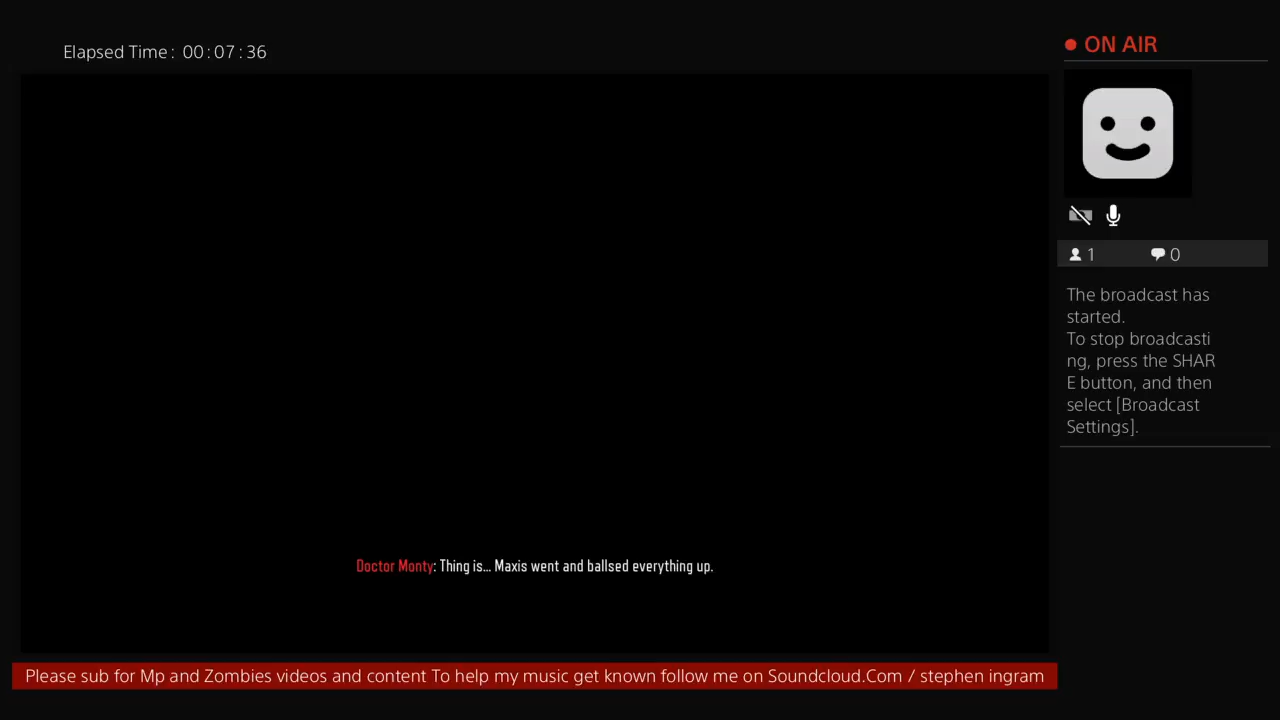 Elapsed Time: 00:07:36
ON AIR
1 0
The broadcast has
started.
To stop broadcasti
ng, press the SHAR
E button, and then
select [Broadcast
Settings].
Doctor Monty: Thing is... Maxis went and ballsed everything up.
Please sub for Mp and Zombies videos and content To help my music get known follow me on Soundcloud.Com / stephen ingram